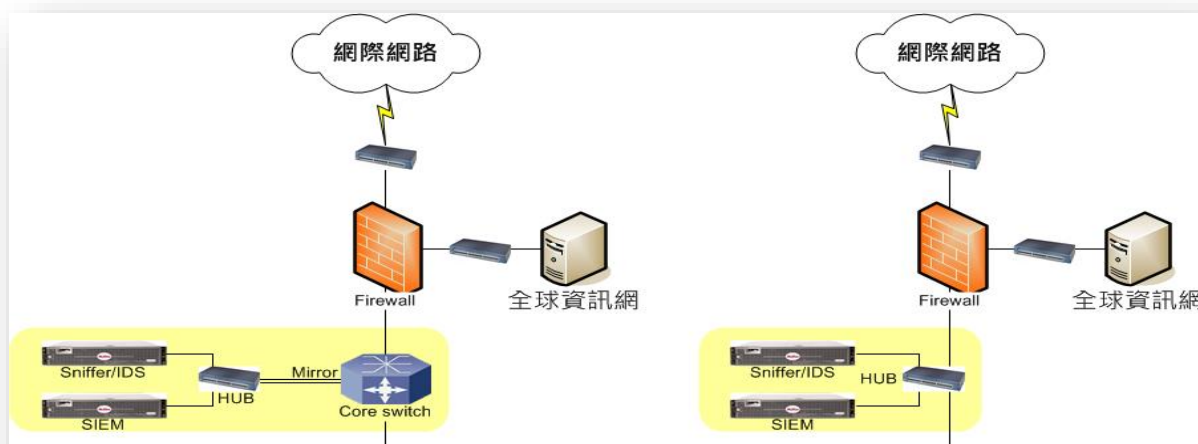 網際網路
Firewall
全球資訊網
Sniffer/IDS
Mirror
HUB
Core switch
SIEM
網際網路
Firewall
全球資訊網
Sniffer/IDS
HUB
SIEM